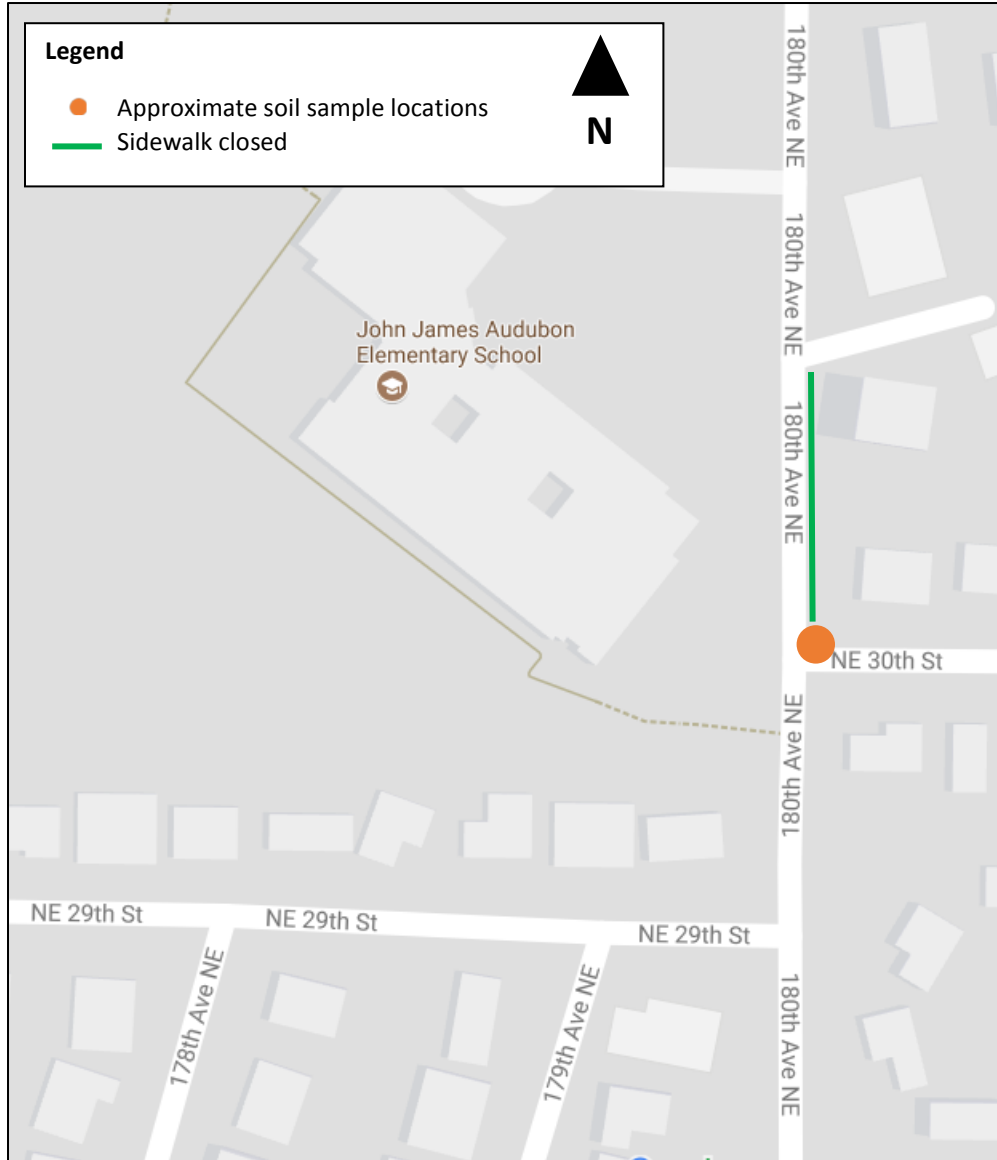 Legend
Approximate soil sample locations
Sidewalk closed
N
180th Ave NE
180th Ave NE
John James Audubon
Elementary School
180th Ave NE
NE 30th St
180th Ave NE
NE 29th St
NE 29th St
NE 29th St
178th Ave NE
179th Ave NE
180th Ave NE